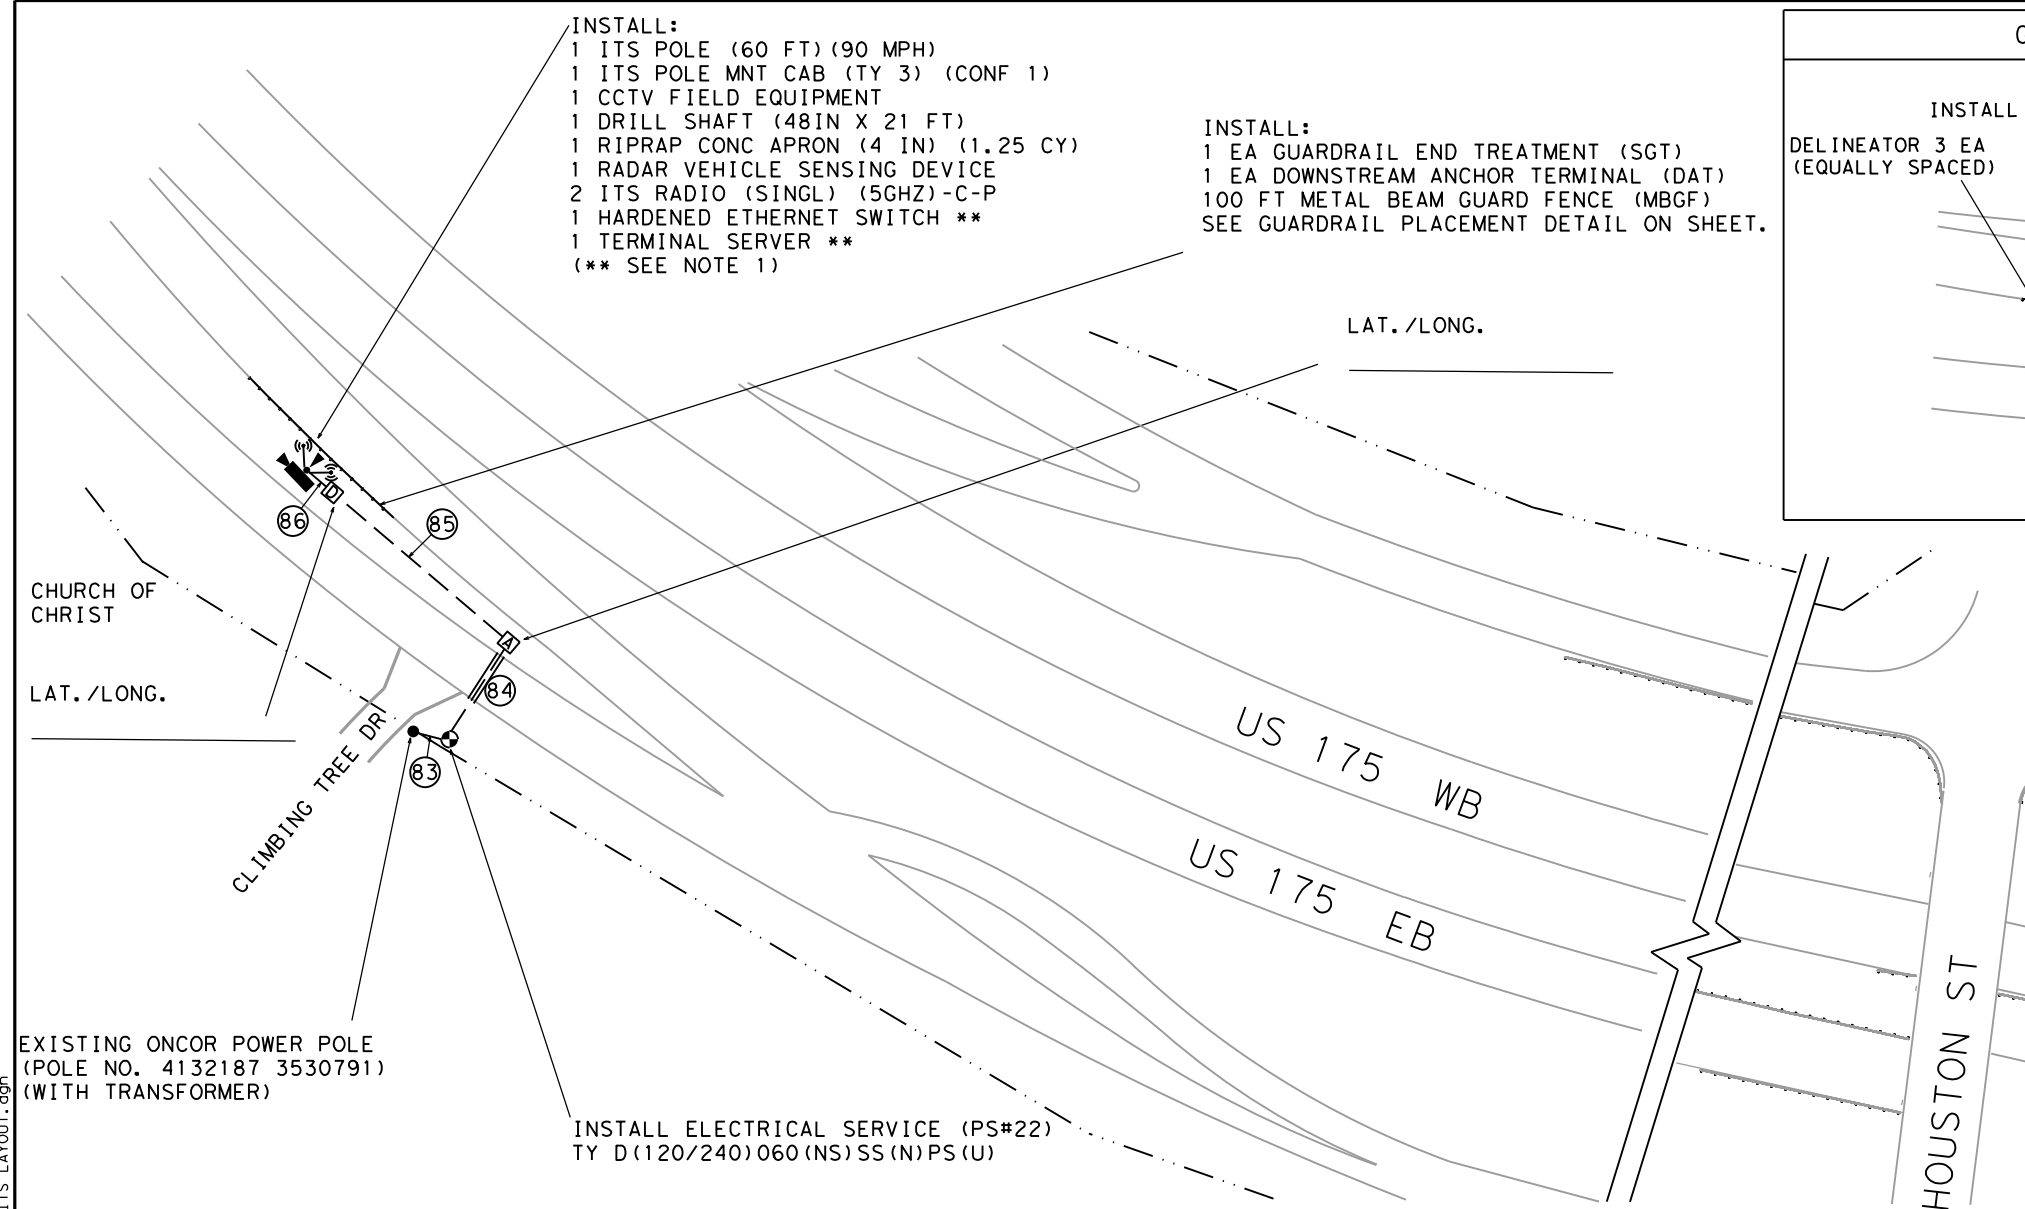 INSTALL:
1 ITS POLE (60 FT)(90 MPH)
1 ITS POLE MNT CAB (TY 3) (CONF 1)
1 CCTV FIELD EQUIPMENT
1 DRILL SHAFT (48IN X 21 FT)
1 RIPRAP CONC APRON (4 IN) (1.25 CY)
1 RADAR VEHICLE SENSING DEVICE
2 ITS RADIO (SINGL) (5GHZ)-C-P
1 HARDENED ETHERNET SWITCH **
1 TERMINAL SERVER **
(** SEE NOTE 1)
INSTALL:
1 EA GUARDRAIL END TREATMENT (SGT)
1 EA DOWNSTREAM ANCHOR TERMINAL (DAT)
100 FT METAL BEAM GUARD FENCE (MBGF)
SEE GUARDRAIL PLACEMENT DETAIL ON SHEET.
INSTALL
DELINEATOR 3 EA
(EQUALLY SPACED)
LAT./LONG.
D
86
85
CHURCH OF
CHRIST
A
84
LAT./LONG.
83
CLIMBING TREE DR
US 175 WB
US 175 EB
HOUSTON ST
EXISTING ONCOR POWER POLE
(POLE NO. 4132187 3530791)
(WITH TRANSFORMER)
INSTALL ELECTRICAL SERVICE (PS#22)
TY D(120/240)060(NS)SS(N)PS(U)
ITS LAYOUT.dgn